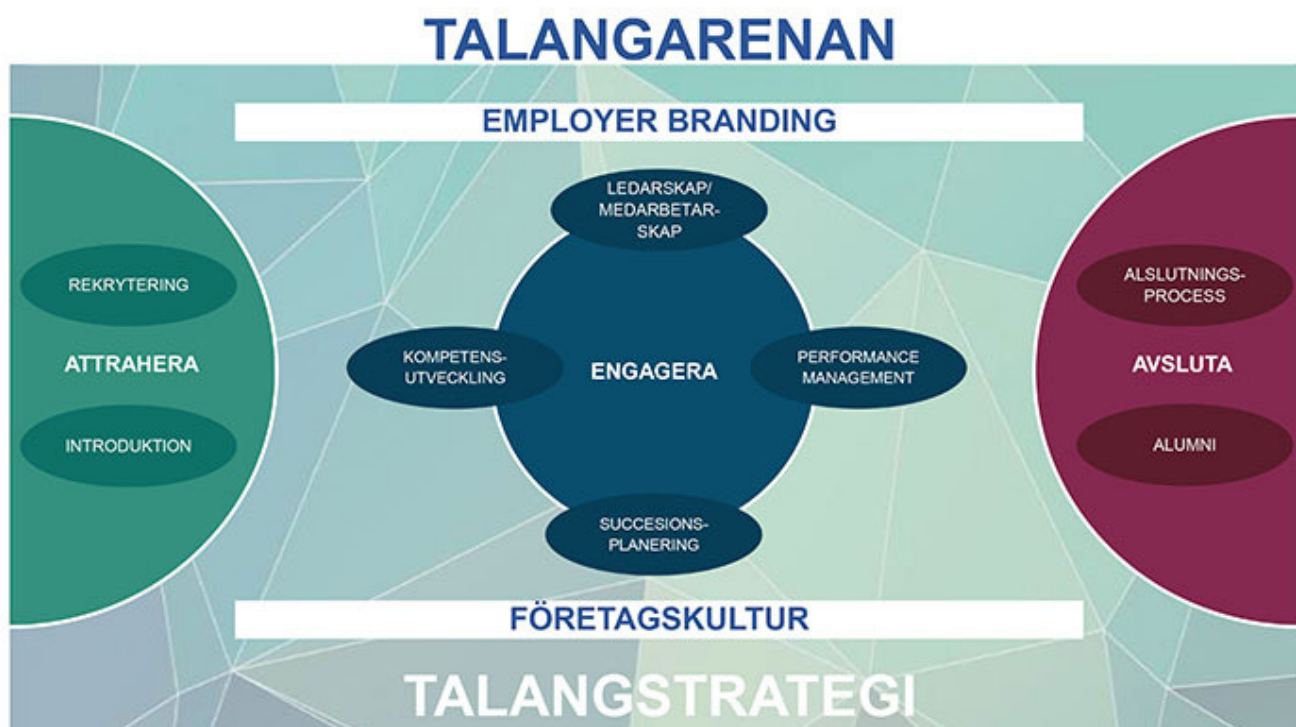 TALANGARENAN
EMPLOYER BRANDING
LEDARSKAP/
MEDARBETAR-
SKAP
REKRYTERING
ATTRAHERA
INTRODUKTION
KOMPETENS-
UTVECKLING
ENGAGERA
PERFORMANCE
MANAGEMENT
SUCCESIONS-
PLANERING
ALSLUTNINGS-
PROCESS
AVSLUTA
ALUMNI
FÖRETAGSKULTUR
TALANGSTRATEGI